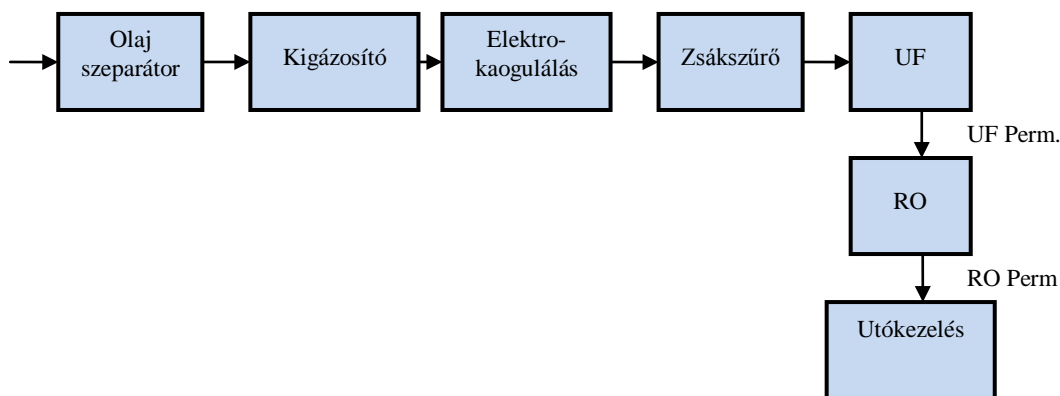 Olaj
szeparátor
Kigázosító
Elektro-
kaogulálás
Zsákszűrő
UF
UF Perm.
RO
RO Perm
Utókezelés